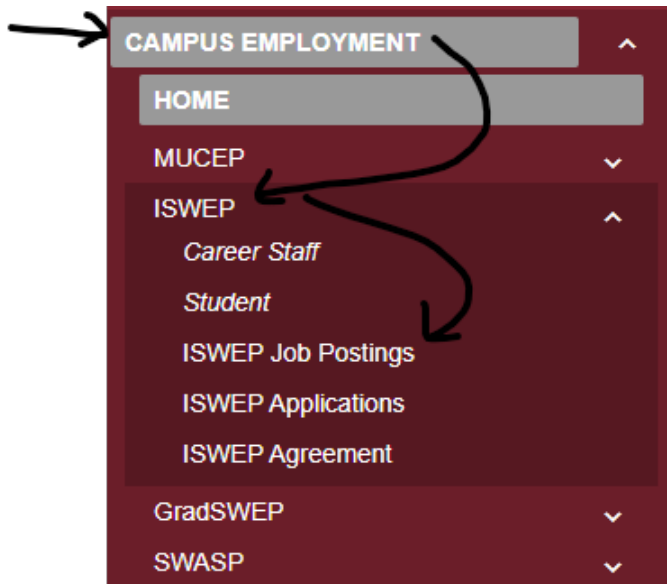 CAMPUS EMPLOYMENT
HOME
MUCEP
ISWEP
Career Staff
Student
ISWEP Job Postings
ISWEP Applications
ISWEP Agreement
GradSWEP
SWASP